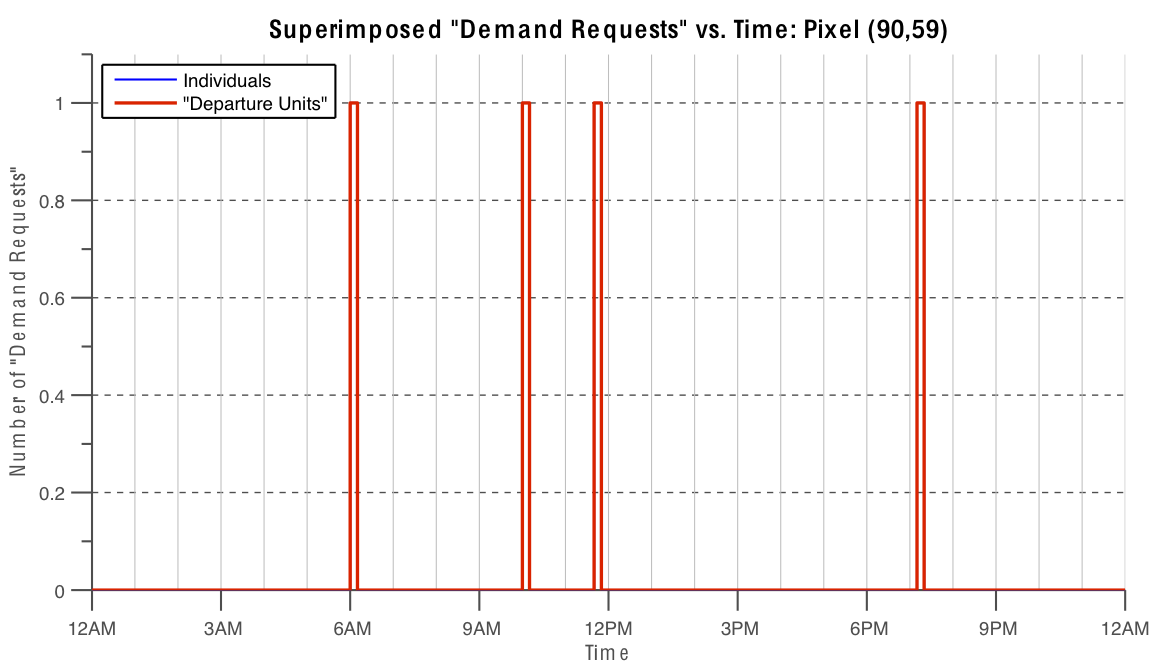 Superimposed "Demand Requests" vs. Time: Pixel (90,59)
Individuals
"Departure Units"
Number of "Demand Requests"
1
0.8
0.6
0.4
0.2
0
12AM 3AM 6AM 9AM 12PM 3PM 6PM 9PM 12AM
Time